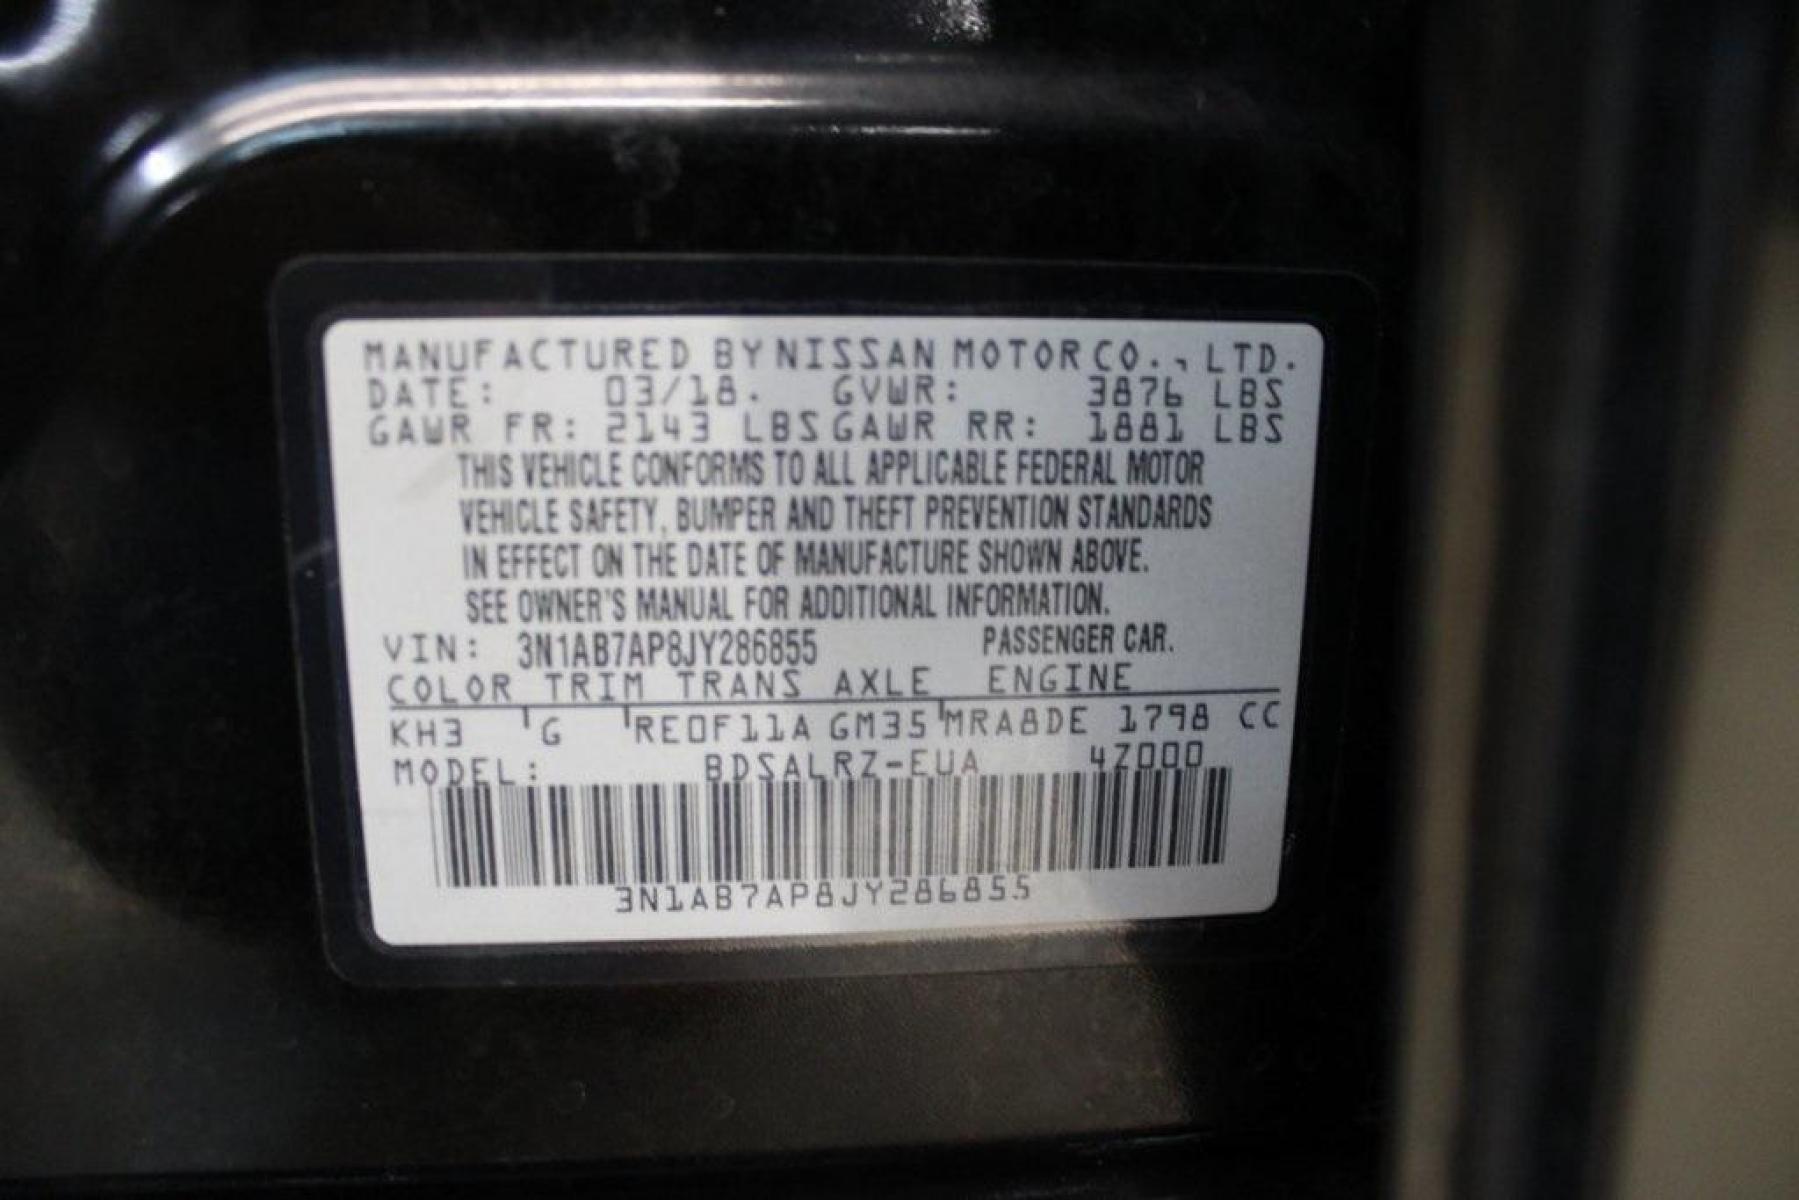 MANUFACTURED BY NISSAN MOTOR CO., LTD.
DATE: 03/18. GVWR: 3876 LBS
GAWR FR: 2143 LBS GAWR RR: 1881 LBS
THIS VEHICLE CONFORMS TO ALL APPLICABLE FEDERAL MOTOR
VEHICLE SAFETY, BUMPER AND THEFT PREVENTION STANDARDS
IN EFFECT ON THE DATE OF MANUFACTURE SHOWN ABOVE.
SEE OWNER'S MANUAL FOR ADDITIONAL INFORMATION.
VIN: 3N1AB7AP8JY286855 PASSENGER CAR.
COLOR TRIM TRANS AXLE ENGINE
KH3 G RE0F11A GM35 MRA8DE 1798 CC
MODEL: BDSALRZ-EUA 4Z000
3N1AB7AP8JY286855